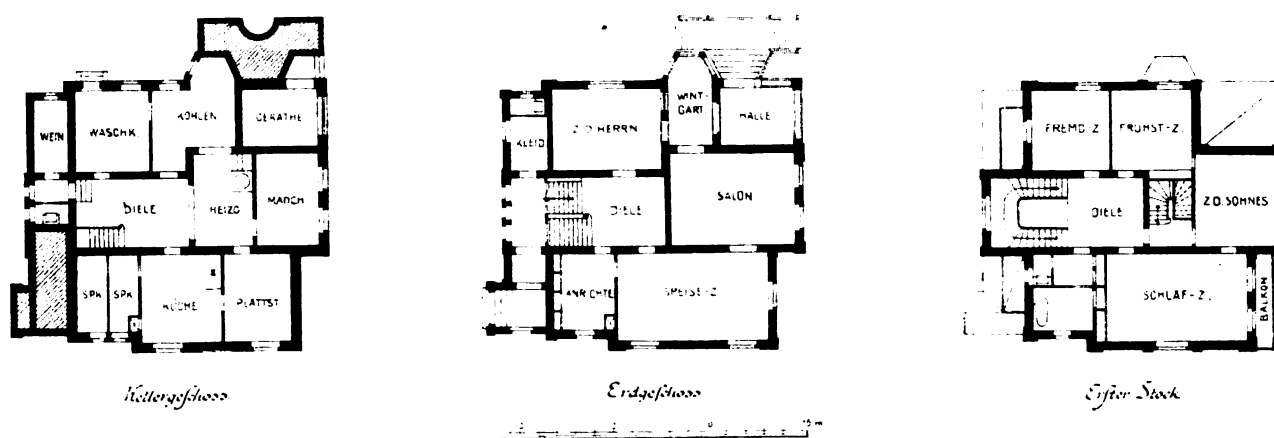 WEIN
WASCHK.
KOHLEN
GERÄTHE
DIELE
HEIZG
MÄDCH
SPK
SPK
KÜCHE
PLÄTTST
Kellergeschoss
WINT-
GART.
KLEID.
Z.D. HERRN
HALLE
DIELE
SALON
ANRICHTE
SPEISE-Z.
Erdgeschoss
FREMD-Z.
FRÜHST-Z.
DIELE
Z.D. SOHNES
SCHLAF-Z.
BALKON
Erster Stock